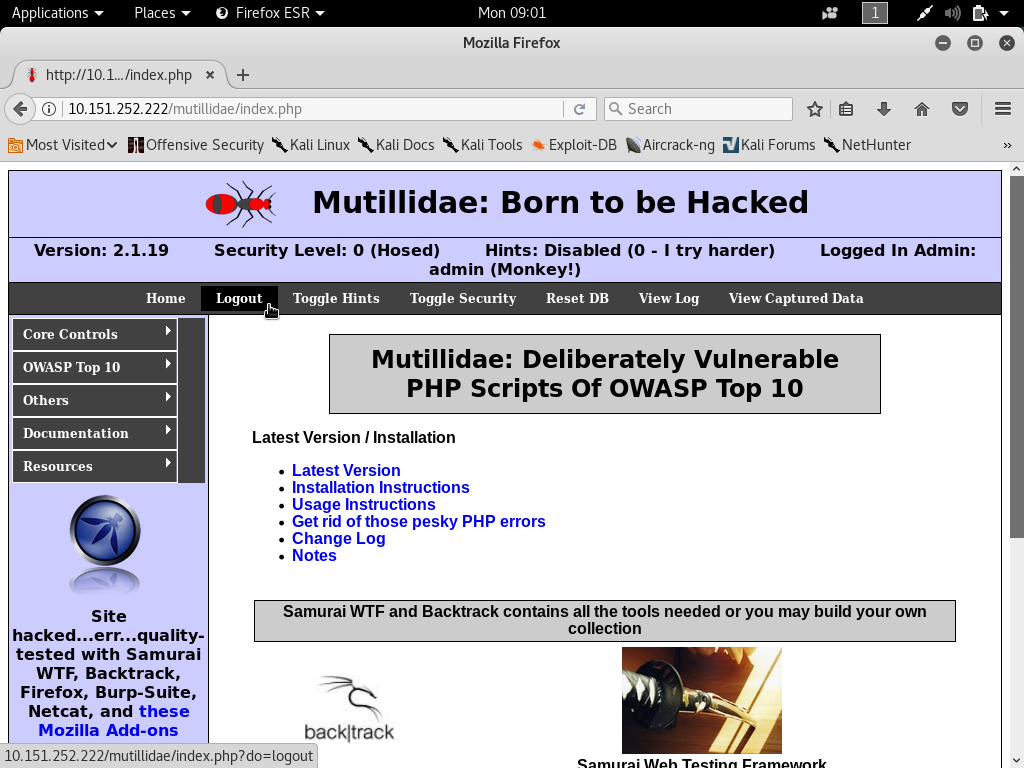 Applications Places Firefox ESR Mon 09:01 1
Mozilla Firefox
http://10.1.../index.php
10.151.252.222/mutillidae/index.php Search
Most Visited Offensive Security Kali Linux Kali Docs Kali Tools Exploit-DB Aircrack-ng Kali Forums NetHunter »
Mutillidae: Born to be Hacked
Version: 2.1.19 Security Level: 0 (Hosed) Hints: Disabled (0 - I try harder) Logged In Admin:
admin (Monkey!)
Home Logout Toggle Hints Toggle Security Reset DB View Log View Captured Data
Core Controls
OWASP Top 10
Others
Documentation
Resources
Site
hacked...err...quality-
tested with Samurai
WTF, Backtrack,
Firefox, Burp-Suite,
Netcat, and these
Mozilla Add-ons
Mutillidae: Deliberately Vulnerable
PHP Scripts Of OWASP Top 10
Latest Version / Installation
• Latest Version
• Installation Instructions
• Usage Instructions
• Get rid of those pesky PHP errors
• Change Log
• Notes
Samurai WTF and Backtrack contains all the tools needed or you may build your own
collection
back|track
Samurai Web Testing Framework
10.151.252.222/mutillidae/index.php?do=logout